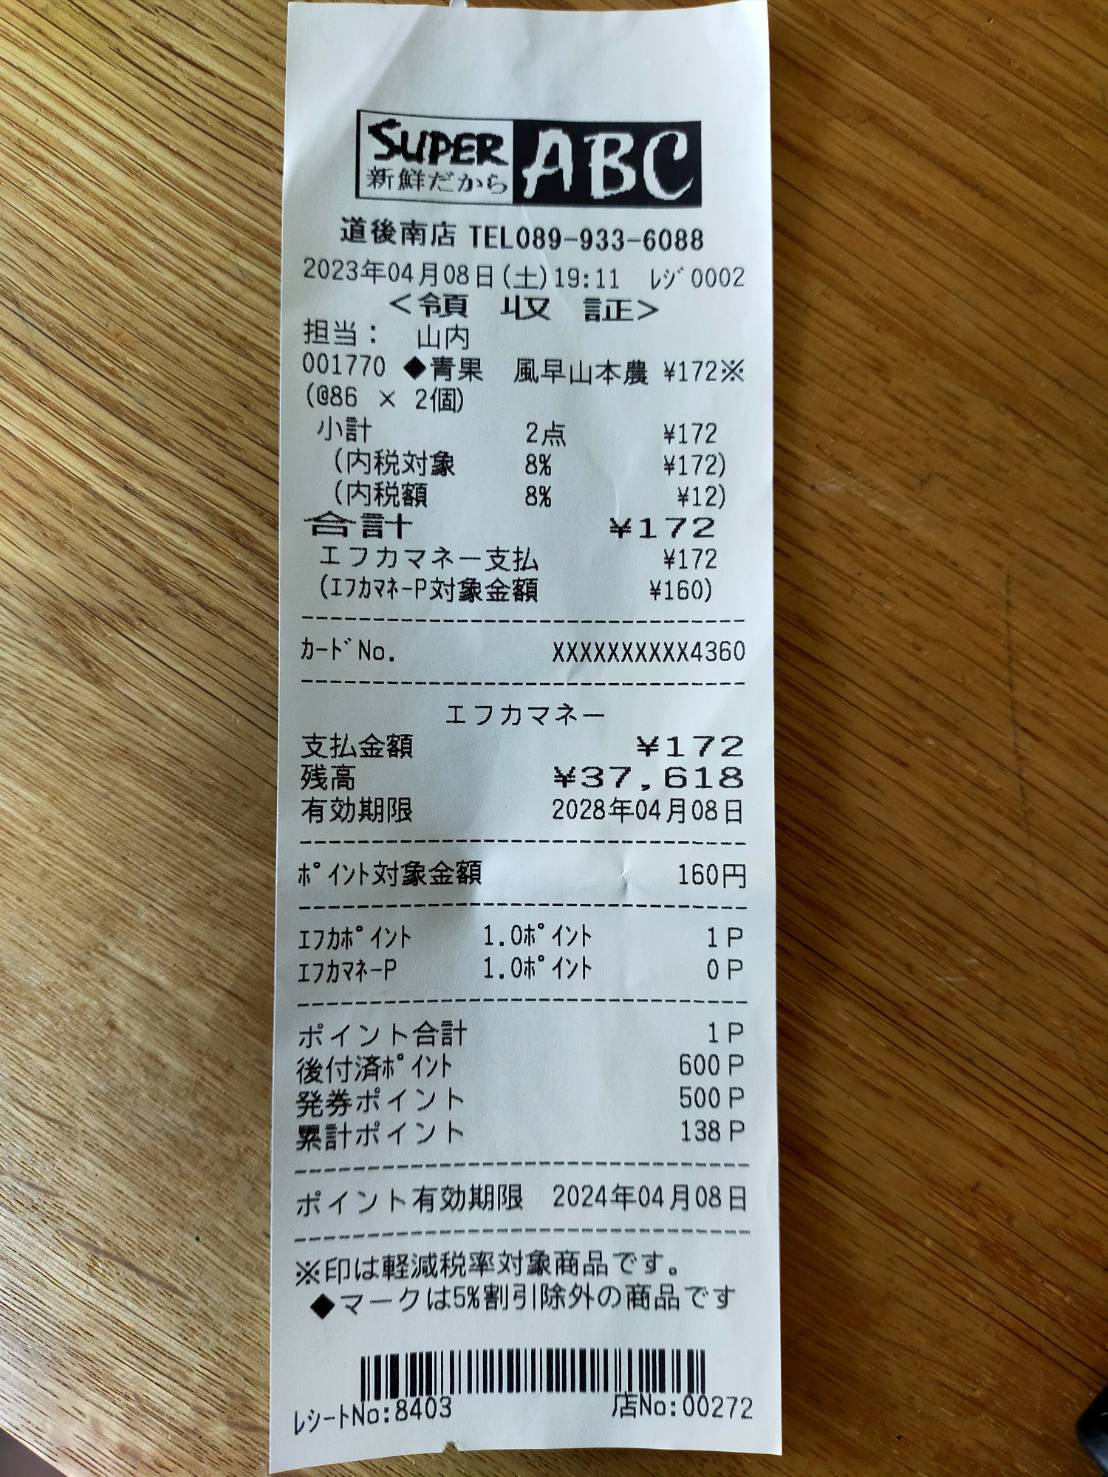 SUPER ABC
新鮮だから
道後南店 TEL089-933-6088
2023年04月08日(土)19:11 ﾚｼﾞ0002
<領 収 証>
担当： 山内
001770 ◆青果 風早山本農 ¥172※
(@86 × 2個)
小計 2点 ¥172
(内税対象 8% ¥172)
(内税額 8% ¥12)
合計 ¥172
エフカマネー支払 ¥172
(ｴﾌｶﾏﾈｰP対象金額 ¥160)
ｶｰﾄﾞNo. XXXXXXXXXX4360
エフカマネー
支払金額 ¥172
残高 ¥37,618
有効期限 2028年04月08日
ﾎﾟｲﾝﾄ対象金額 160円
ｴﾌｶﾎﾟｲﾝﾄ 1.0ﾎﾟｲﾝﾄ 1P
ｴﾌｶﾏﾈｰP 1.0ﾎﾟｲﾝﾄ 0P
ポイント合計 1P
後付済ﾎﾟｲﾝﾄ 600P
発券ポイント 500P
累計ポイント 138P
ポイント有効期限 2024年04月08日
※印は軽減税率対象商品です。
◆マークは5%割引除外の商品です
ﾚｼｰﾄNo:8403 店No:00272